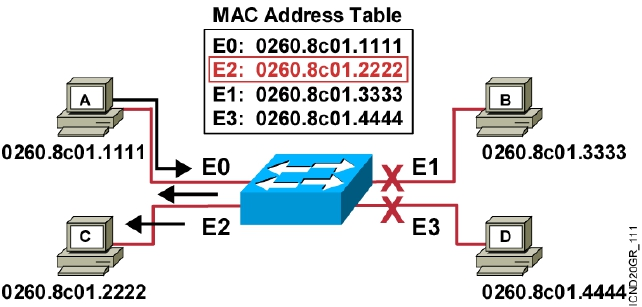 MAC Address Table
E0: 0260.8c01.1111
E2: 0260.8c01.2222
E1: 0260.8c01.3333
E3: 0260.8c01.4444
A
B
0260.8c01.1111
E0
E1
0260.8c01.3333
C
E2
E3
D
0260.8c01.2222
0260.8c01.4444
ICND20GR_111